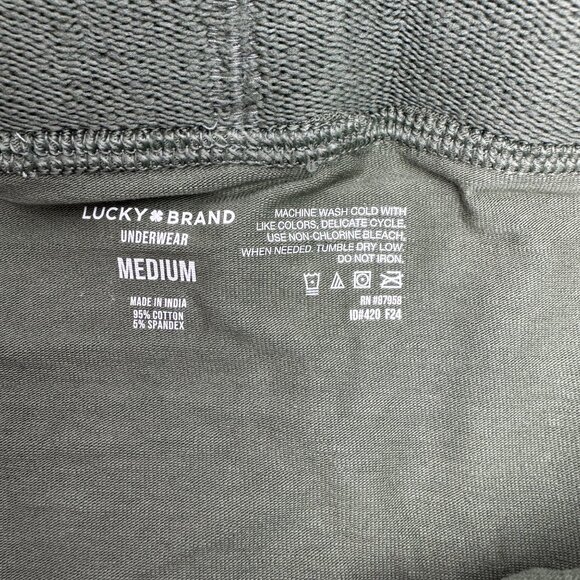 LUCKY BRAND
UNDERWEAR
MEDIUM
MADE IN INDIA
95% COTTON
5% SPANDEX
MACHINE WASH COLD WITH
LIKE COLORS, DELICATE CYCLE.
USE NON-CHLORINE BLEACH,
WHEN NEEDED. TUMBLE DRY LOW.
DO NOT IRON.
RN #87958
ID#420 F24